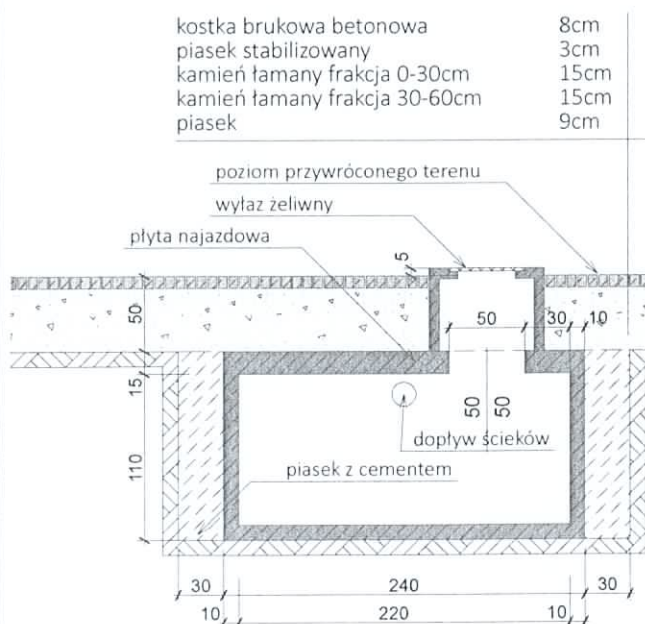 kostka brukowa betonowa 8cm
piasek stabilizowany 3cm
kamień łamany frakcja 0-30cm 15cm
kamień łamany frakcja 30-60cm 15cm
piasek 9cm
poziom przywróconego terenu
wyłaz żeliwny
płyta najazdowa
5
50
50 30 10
15
50 50
dopływ ścieków
110
piasek z cementem
30 240 30
10 220 10